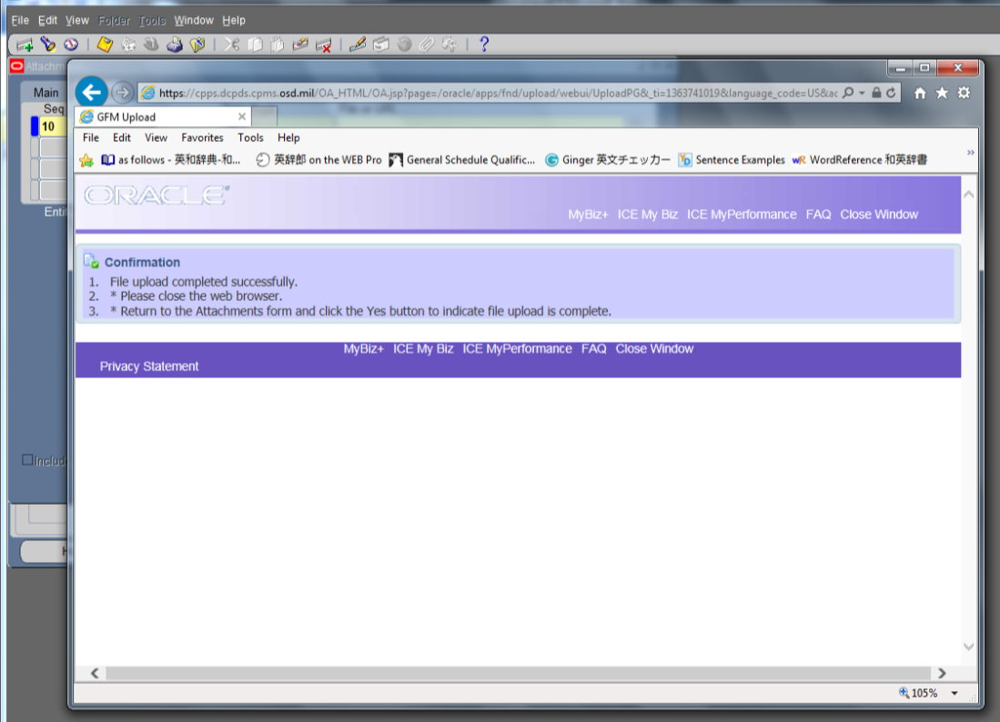 File Edit View Folder Tools Window Help
Attachm
https://cpps.dcpds.cpms.osd.mil/OA_HTML/OA.jsp?page=/oracle/apps/fnd/upload/webui/UploadPG&_ti=1363741019&language_code=US&ac
Main
GFM Upload
Seq
10
File Edit View Favorites Tools Help
as follows - 英和辞典-和... 英辞郎 on the WEB Pro General Schedule Qualific... Ginger 英文チェッカー Sentence Examples WordReference 和英辞書
ORACLE
Entit
MyBiz+ ICE My Biz ICE MyPerformance FAQ Close Window
Confirmation
1. File upload completed successfully.
2. * Please close the web browser.
3. * Return to the Attachments form and click the Yes button to indicate file upload is complete.
MyBiz+ ICE My Biz ICE MyPerformance FAQ Close Window
Privacy Statement
Includ
H
105%